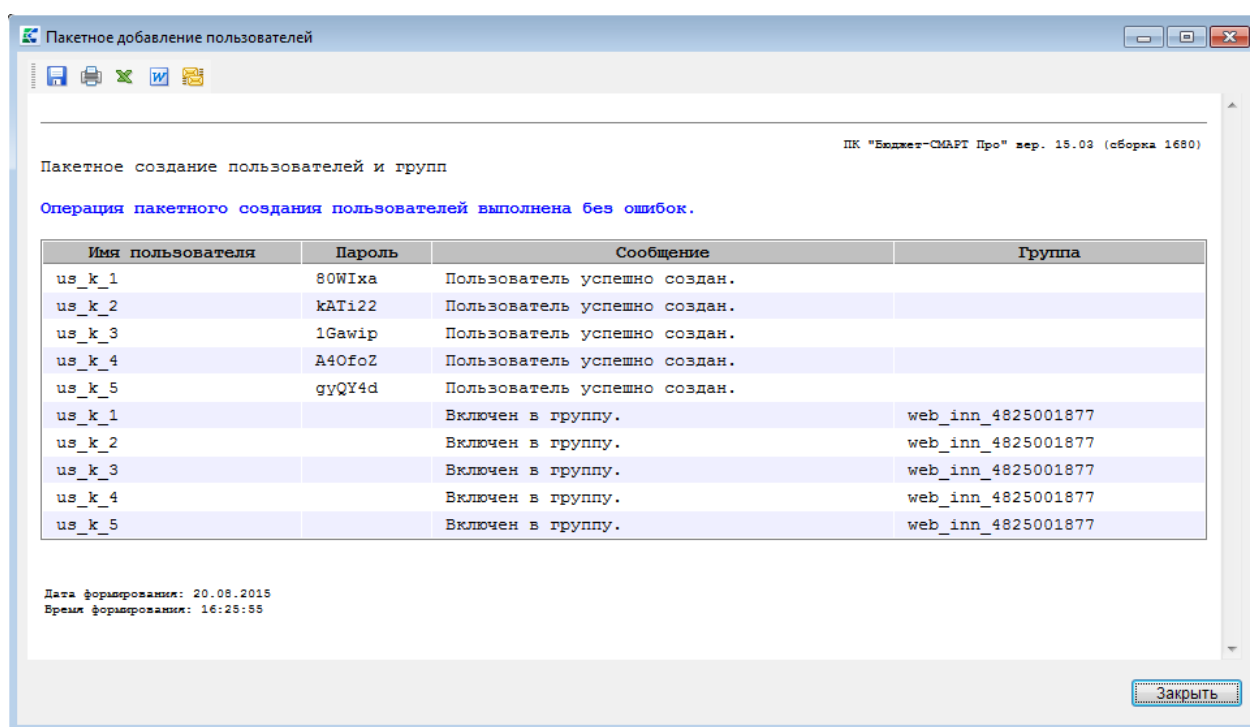 Пакетное добавление пользователей
ПК "Бюджет-СМАРТ Про" вер. 15.03 (сборка 1680)
Пакетное создание пользователей и групп
Операция пакетного создания пользователей выполнена без ошибок.
Имя пользователя Пароль Сообщение Группа
us_k_1 80WIxa Пользователь успешно создан.
us_k_2 kATi22 Пользователь успешно создан.
us_k_3 1Gawip Пользователь успешно создан.
us_k_4 A4OfoZ Пользователь успешно создан.
us_k_5 gyQY4d Пользователь успешно создан.
us_k_1 Включен в группу. web_inn_4825001877
us_k_2 Включен в группу. web_inn_4825001877
us_k_3 Включен в группу. web_inn_4825001877
us_k_4 Включен в группу. web_inn_4825001877
us_k_5 Включен в группу. web_inn_4825001877
Дата формирования: 20.08.2015
Время формирования: 16:25:55
Закрыть